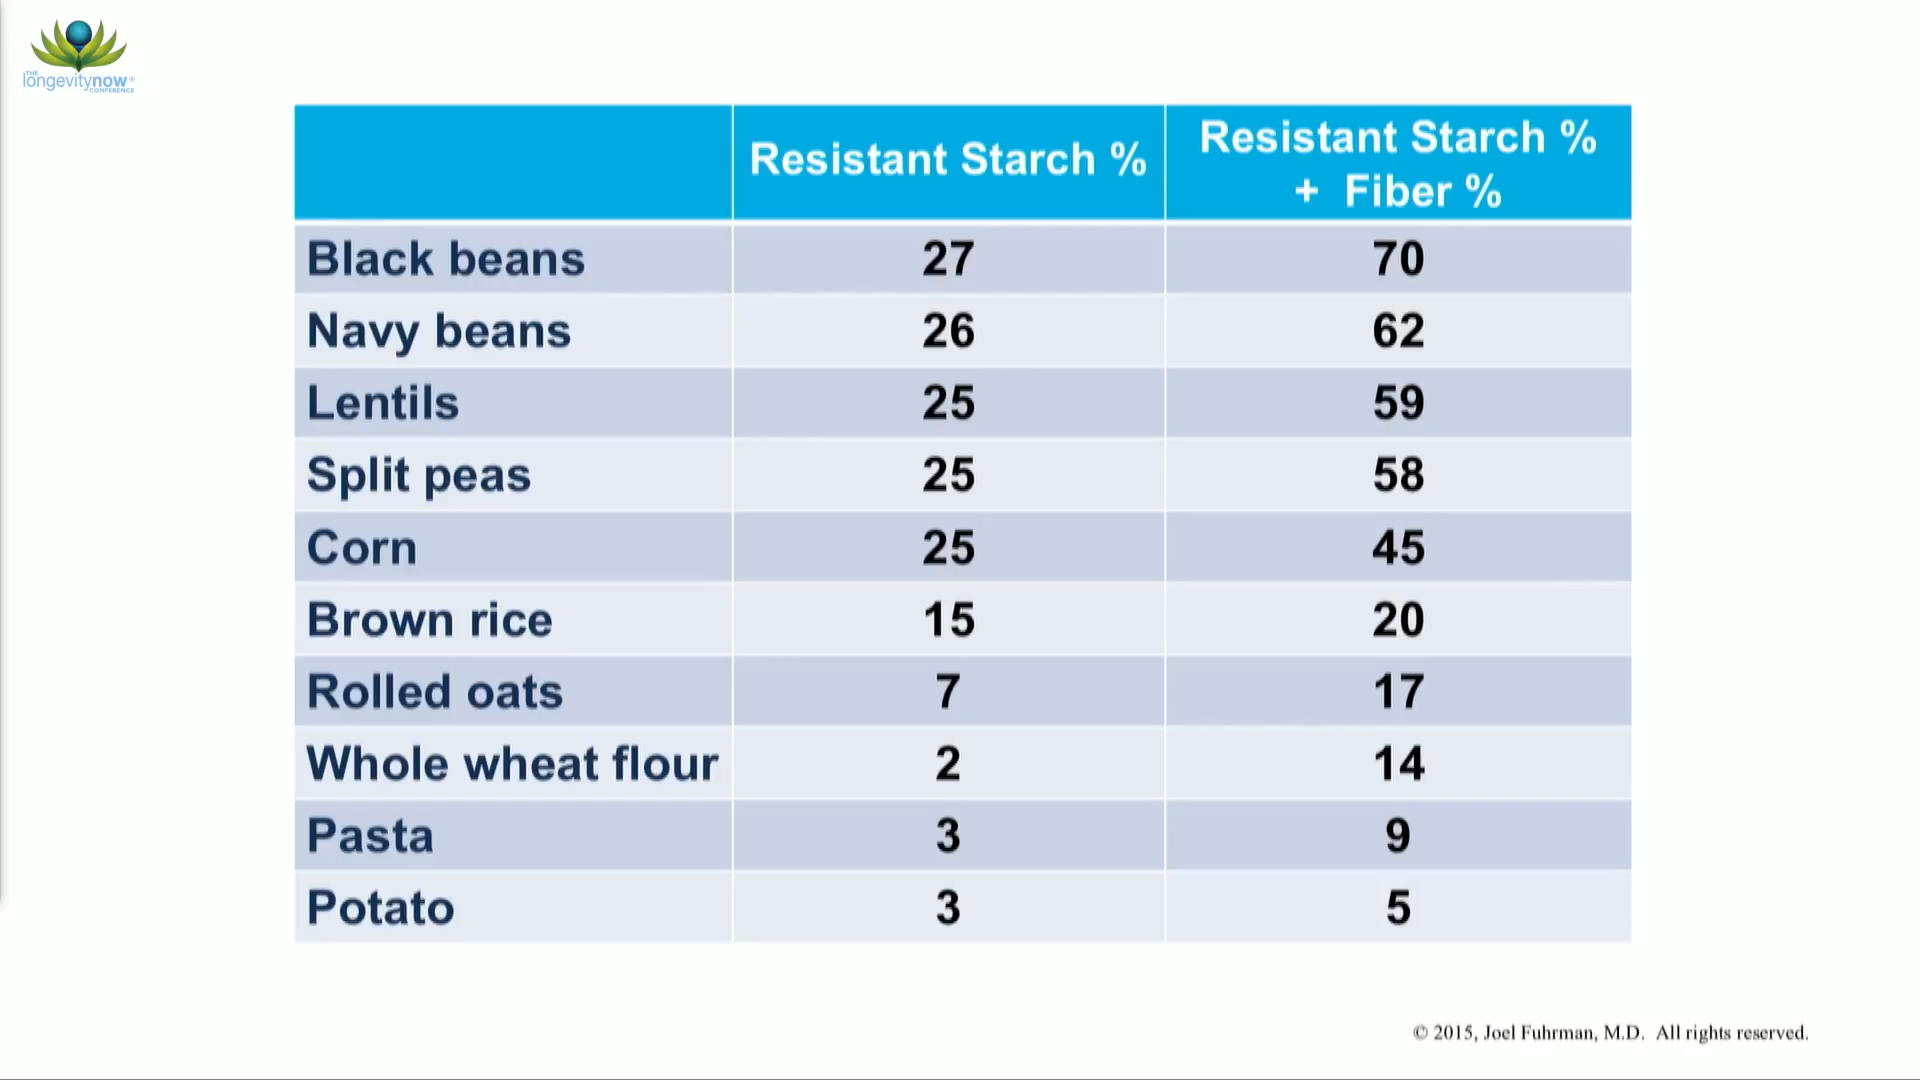 THE
longevitynow®
CONFERENCE
Resistant Starch %
Resistant Starch %
+ Fiber %
Black beans 27 70
Navy beans 26 62
Lentils 25 59
Split peas 25 58
Corn 25 45
Brown rice 15 20
Rolled oats 7 17
Whole wheat flour 2 14
Pasta 3 9
Potato 3 5
© 2015, Joel Fuhrman, M.D. All rights reserved.